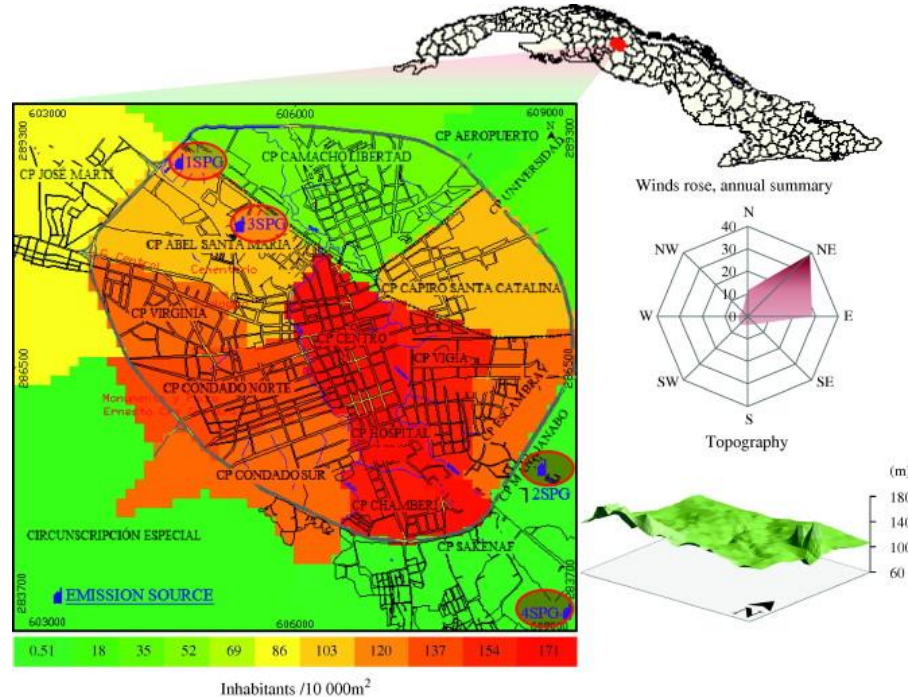 603000
606000
609000
289300
289300
CP AEROPUERTO
N
CP CAMACHO LIBERTAD
CP UNIVERSIDAD
1SPG
CP JOSÉ MARTÍ
3SPG
CP ABEL SANTA MARIA
Cementerio
CP CAPIRO SANTA CATALINA
CP VIRGINIA
CP CENTRO
CP VIGIA
286500
286500
CP CONDADO NORTE
CP ESCAMBRAY
CP HOSPITAL
CP CONDADO SUR
2SPG
CP CHAMBERI
CIRCUNSCRIPCIÓN ESPECIAL
CP SAKENAF
283700
283700
EMISSION SOURCE
4SPG
603000
606000
609000
0.51 18 35 52 69 86 103 120 137 154 171
Inhabitants /10 000m²
Winds rose, annual summary
N
40
NW
NE
30
20
10
W
0
E
SW
SE
S
Topography
(m)
180
140
100
60